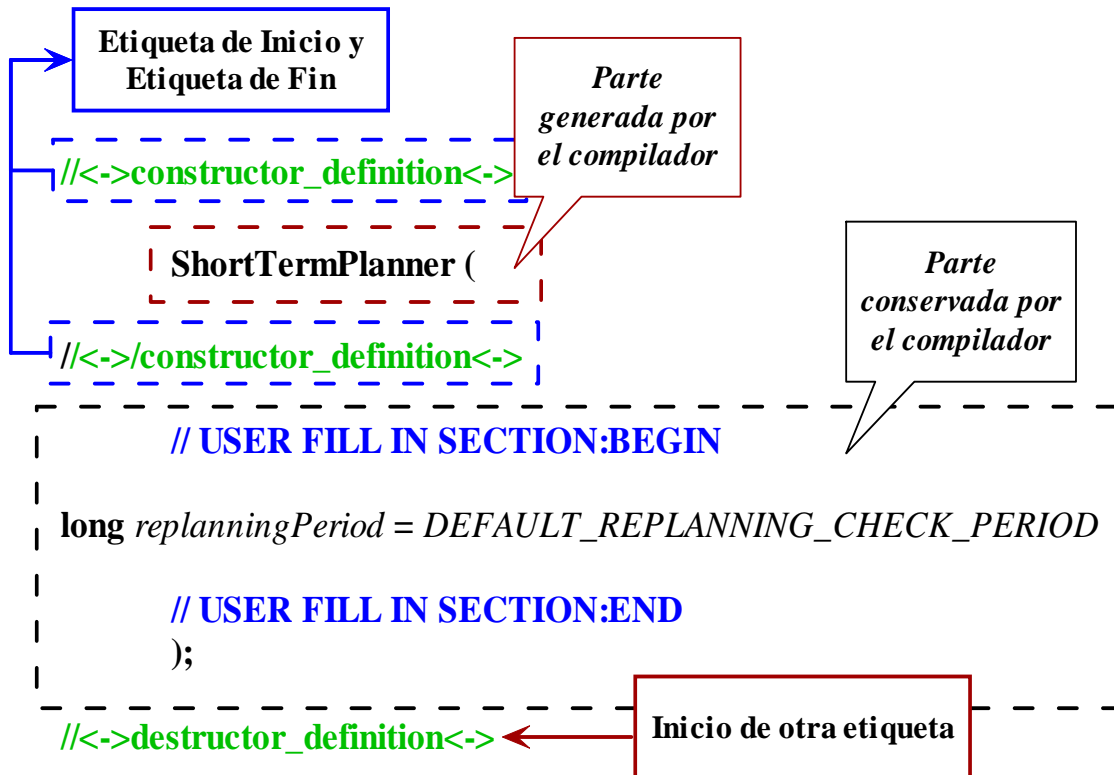 Etiqueta de Inicio y
Etiqueta de Fin
Parte
generada por
el compilador
//<->constructor_definition<->
ShortTermPlanner (
Parte
conservada por
el compilador
//<->/constructor_definition<->
// USER FILL IN SECTION:BEGIN
long replanningPeriod = DEFAULT_REPLANNING_CHECK_PERIOD
// USER FILL IN SECTION:END
);
//<->destructor_definition<->
Inicio de otra etiqueta